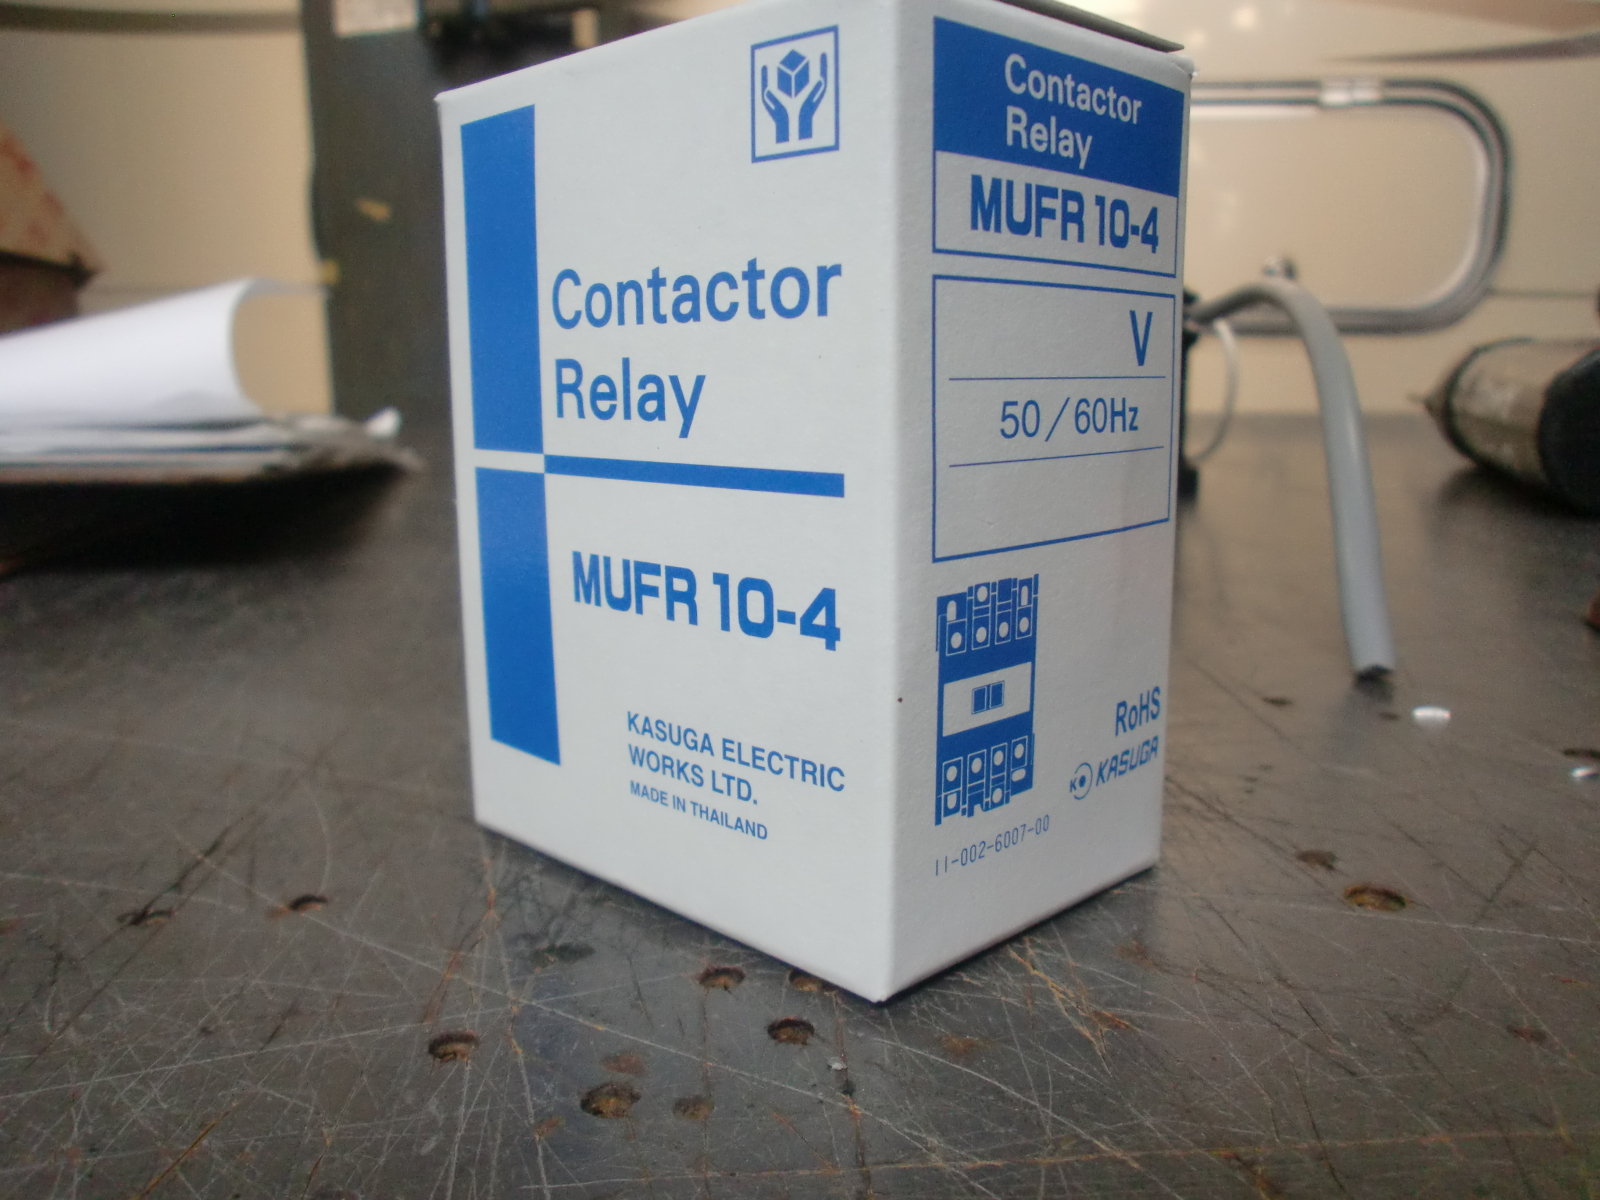 Contactor
Relay
MUFR 10-4
KASUGA ELECTRIC
WORKS LTD.
MADE IN THAILAND
Contactor
Relay
MUFR 10-4
V
50/60Hz
RoHS
K KASUGA
11-002-6007-00